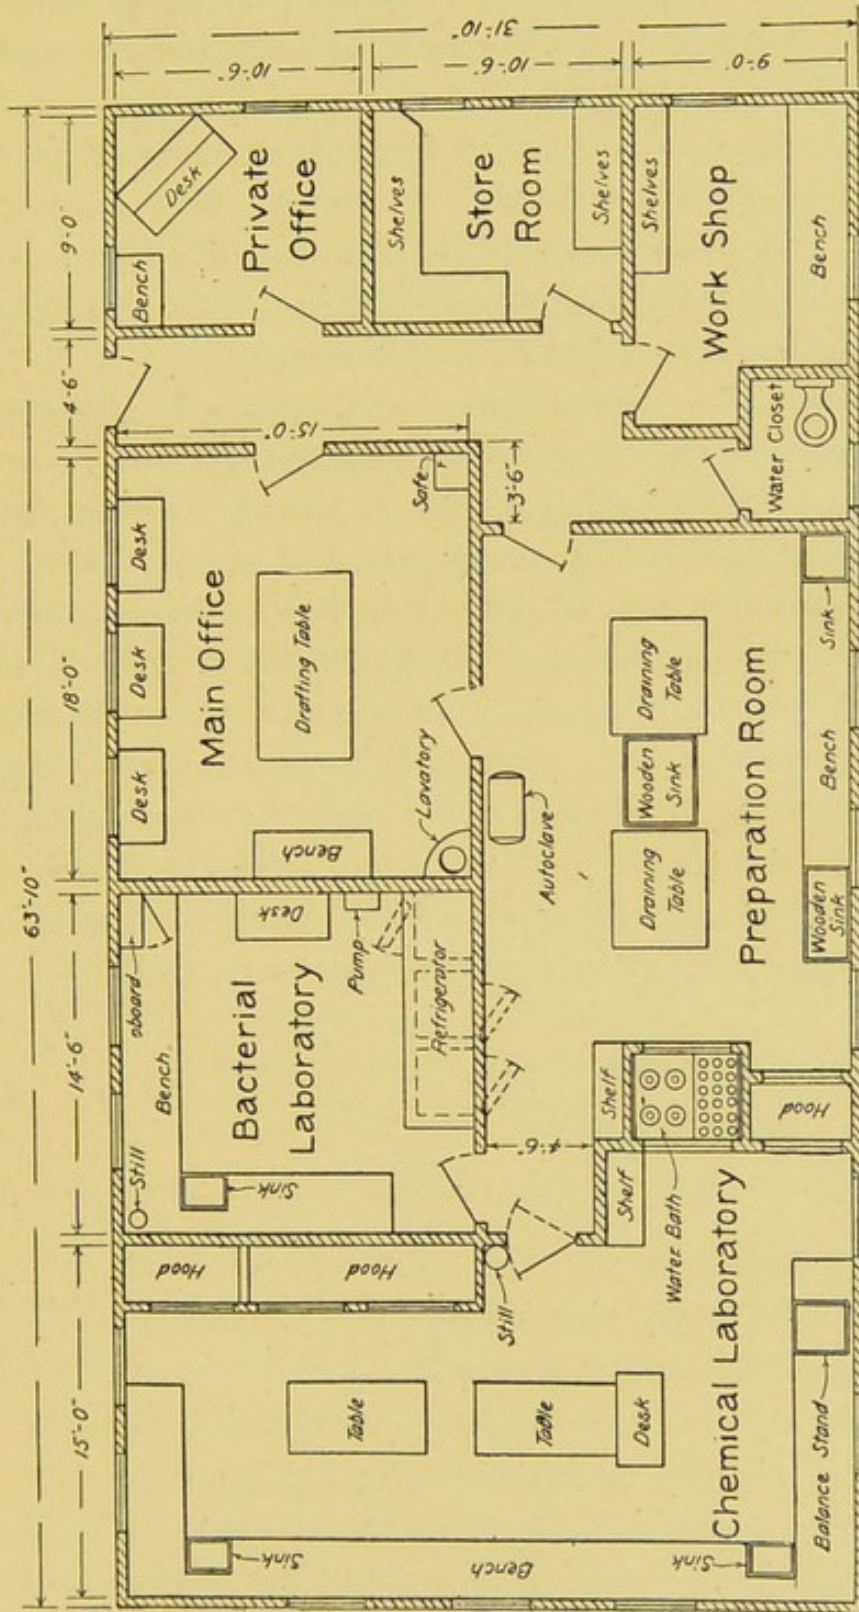 63'-10"
15'-0"
14'-6"
18'-0"
4'-6"
9'-0"
31'-10"
10'-6"
10'-6"
9'-0"
Hood
Hood
Still
Table
Table
Desk
Chemical Laboratory
Sink
Bench
Sink
Balance Stand
Water Bath
Shelf
Shelf
Hood
4'-6"
Still
Bench
Bacterial
Laboratory
Sink
Desk
Pump
Refrigerator
Desk
Desk
Desk
Main Office
Drafting Table
Bench
Lavatory
Safe
15'-0"
3'-6"
Autoclave
Draining
Table
Wooden
Sink
Draining
Table
Preparation Room
Wooden
Sink
Bench
Sink
Bench
Desk
Private
Office
Shelves
Store
Room
Shelves
Shelves
Work Shop
Bench
Water Closet